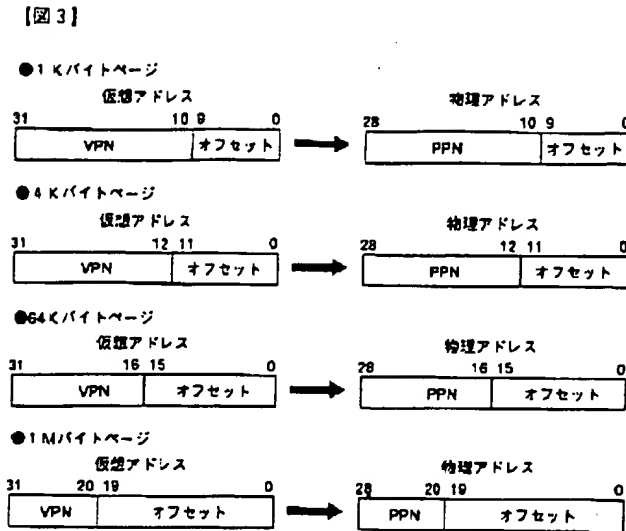 【図3】
●1 Kバイトページ
仮想アドレス 物理アドレス
31 10 9 0 28 10 9 0
VPN オフセット PPN オフセット
●4 Kバイトページ
仮想アドレス 物理アドレス
31 12 11 0 28 12 11 0
VPN オフセット PPN オフセット
●64Kバイトページ
仮想アドレス 物理アドレス
31 16 15 0 28 16 15 0
VPN オフセット PPN オフセット
●1 Mバイトページ
仮想アドレス 物理アドレス
31 20 19 0 28 20 19 0
VPN オフセット PPN オフセット